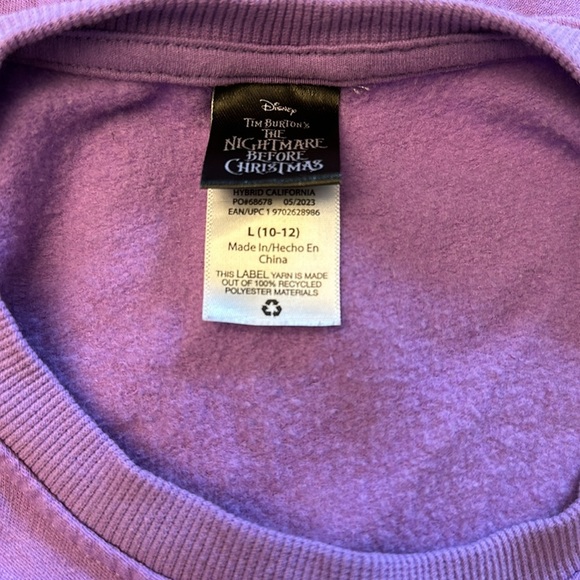 Disney
TIM BURTON'S
THE
NIGHTMARE
BEFORE
CHRISTMAS
HYBRID CALIFORNIA
PO#68678 05/2023
EAN/UPC 1 9702628986
L (10-12)
Made In/Hecho En
China
THIS LABEL YARN IS MADE
OUT OF 100% RECYCLED
POLYESTER MATERIALS